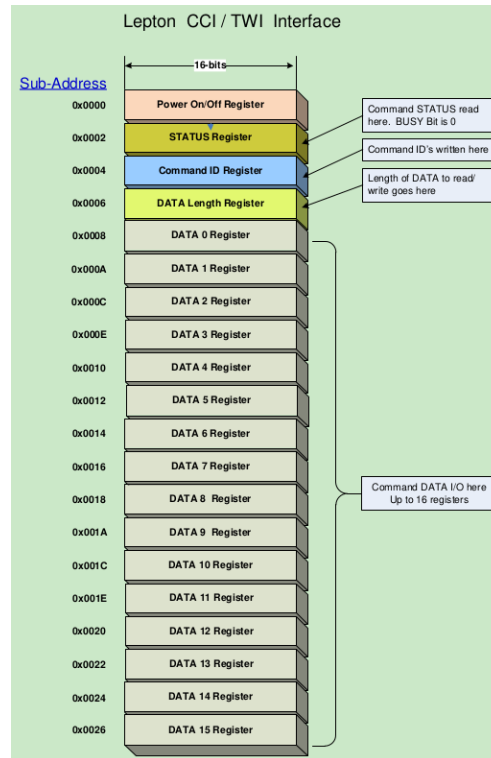 Lepton CCI / TWI Interface
16-bits
Sub-Address
0x0000 Power On/Off Register
0x0002 STATUS Register
0x0004 Command ID Register
0x0006 DATA Length Register
0x0008 DATA 0 Register
0x000A DATA 1 Register
0x000C DATA 2 Register
0x000E DATA 3 Register
0x0010 DATA 4 Register
0x0012 DATA 5 Register
0x0014 DATA 6 Register
0x0016 DATA 7 Register
0x0018 DATA 8 Register
0x001A DATA 9 Register
0x001C DATA 10 Register
0x001E DATA 11 Register
0x0020 DATA 12 Register
0x0022 DATA 13 Register
0x0024 DATA 14 Register
0x0026 DATA 15 Register
Command STATUS read
here. BUSY Bit is 0
Command ID's written here
Length of DATA to read/
write goes here
Command DATA I/O here
Up to 16 registers